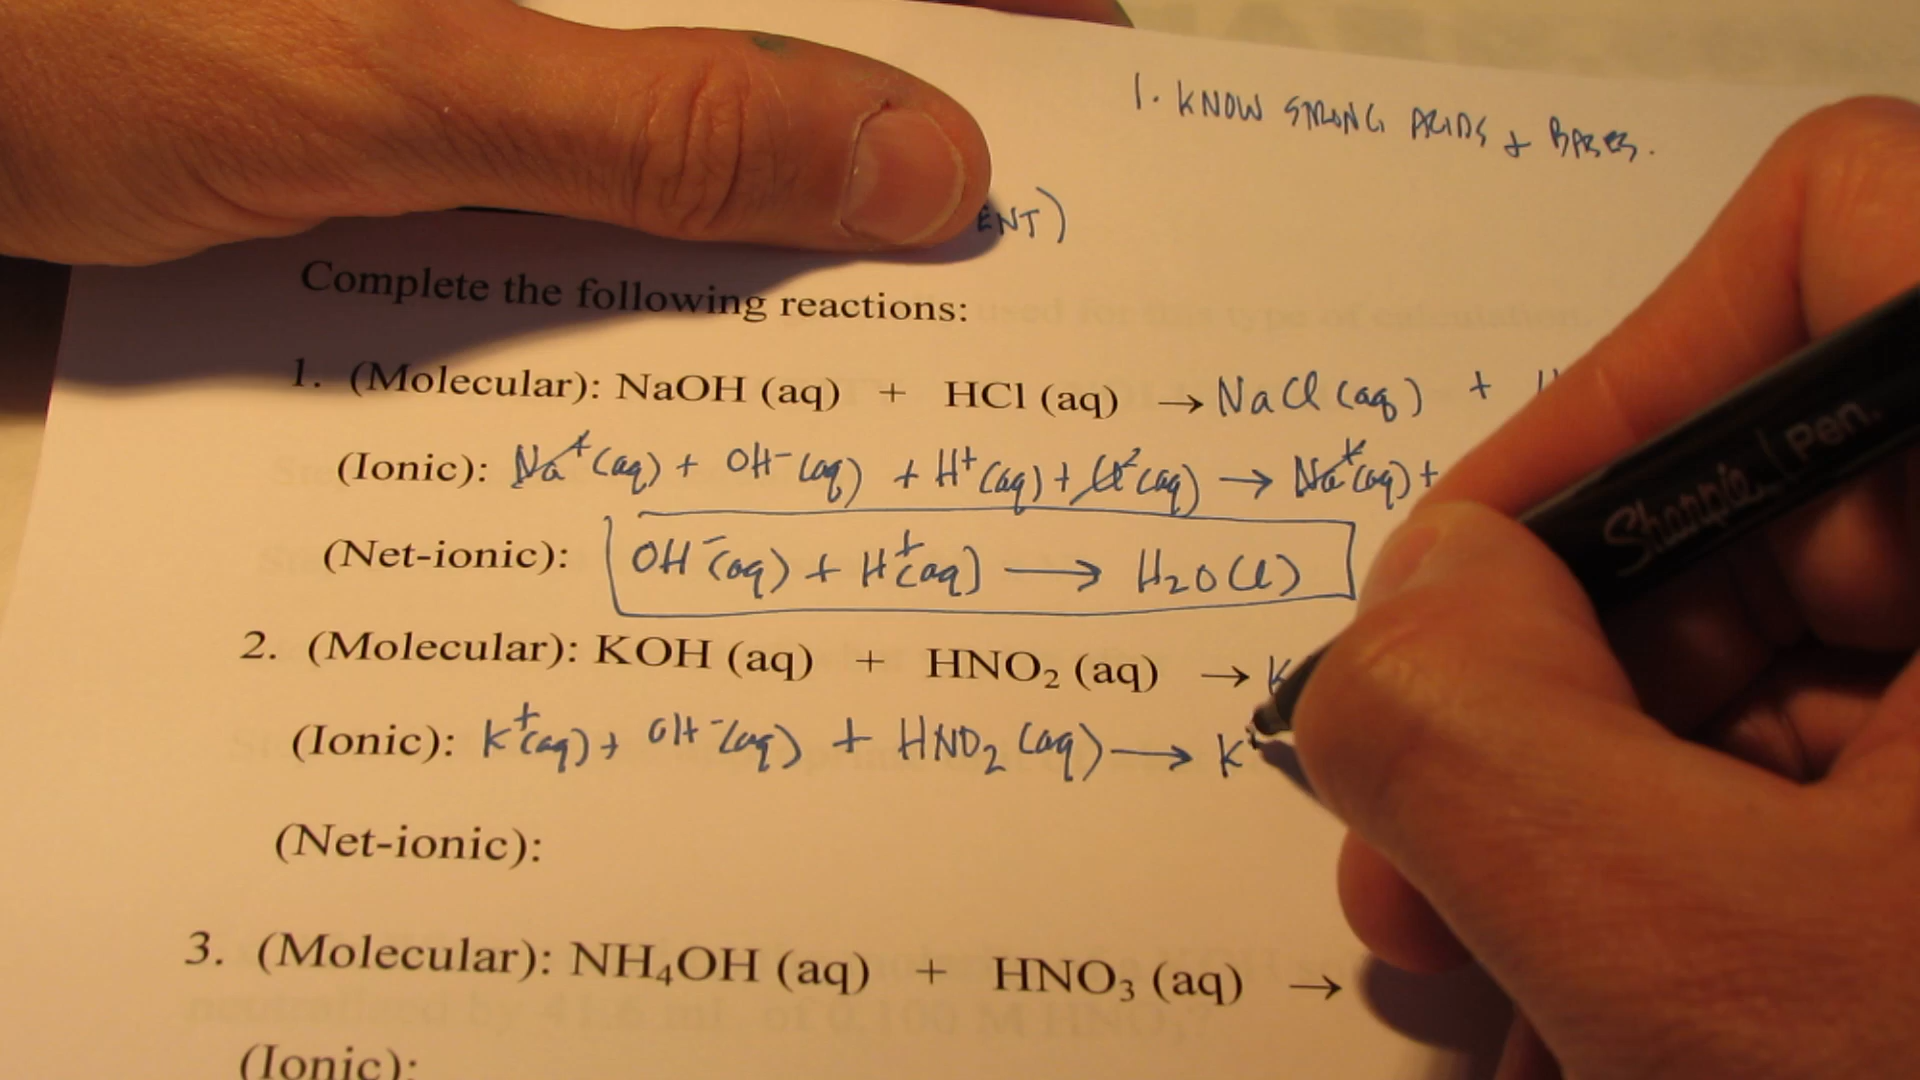 1. KNOW STRONG ACIDS + BASES.
ENT)
Complete the following reactions:
1. (Molecular): NaOH (aq) + HCl (aq) → NaCl (aq) +
(Ionic): Na⁺(aq) + OH⁻(aq) + H⁺(aq) + Cl⁻(aq) → Na⁺(aq) +
(Net-ionic): OH⁻(aq) + H⁺(aq) → H₂O(l)
2. (Molecular): KOH (aq) + HNO₂ (aq) → K
(Ionic): K⁺(aq) + OH⁻(aq) + HNO₂ (aq) → K⁺
(Net-ionic):
3. (Molecular): NH₄OH (aq) + HNO₃ (aq) →
(Ionic):
Sharpie Pen.